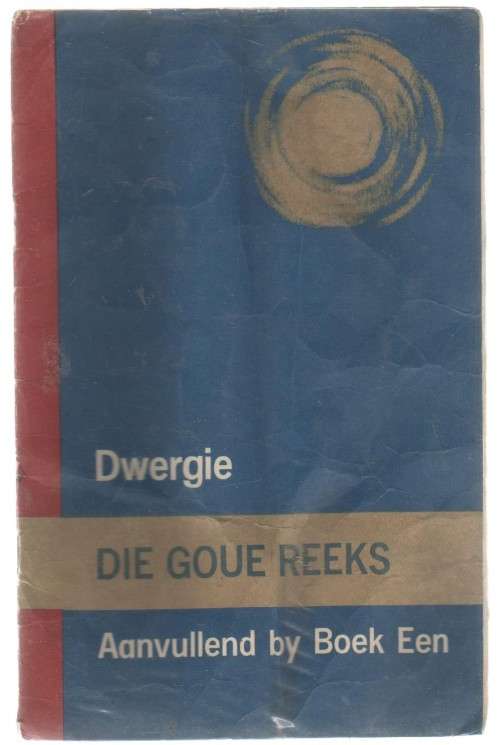 Dwergie
DIE GOUE REEKS
Aanvullend by Boek Een